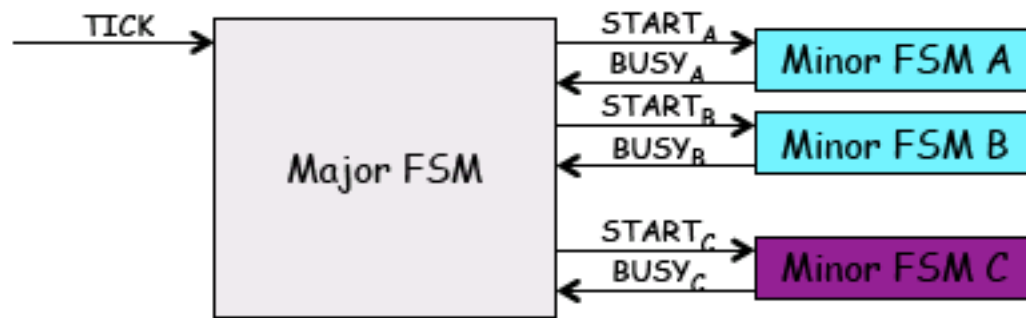 TICK
Major FSM
START_A
BUSY_A
START_B
BUSY_B
START_C
BUSY_C
Minor FSM A
Minor FSM B
Minor FSM C